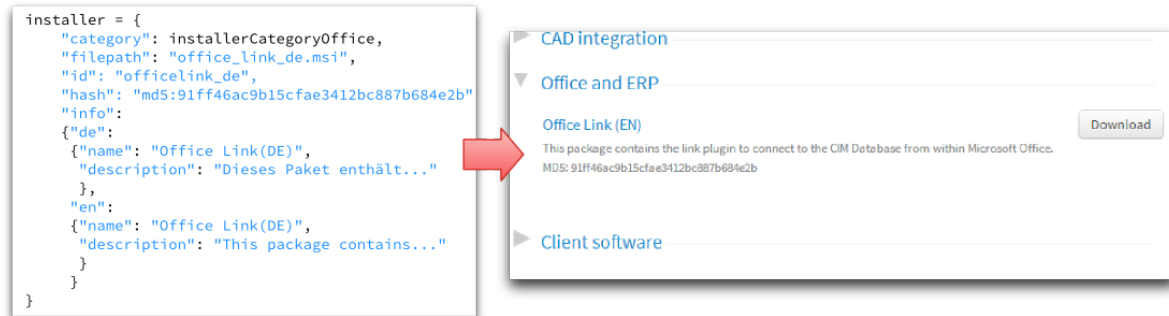 installer = {
"category": installerCategoryOffice,
"filepath": "office_link_de.msi",
"id": "officelink_de",
"hash": "md5:91ff46ac9b15cfae3412bc887b684e2b"
"info":
{"de":
{"name": "Office Link(DE)",
"description": "Dieses Paket enthält..."
},
"en":
{"name": "Office Link(DE)",
"description": "This package contains..."
}
}
}
CAD integration
Office and ERP
Office Link (EN)
Download
This package contains the link plugin to connect to the CIM Database from within Microsoft Office.
MD5: 91ff46ac9b15cfae3412bc887b684e2b
Client software